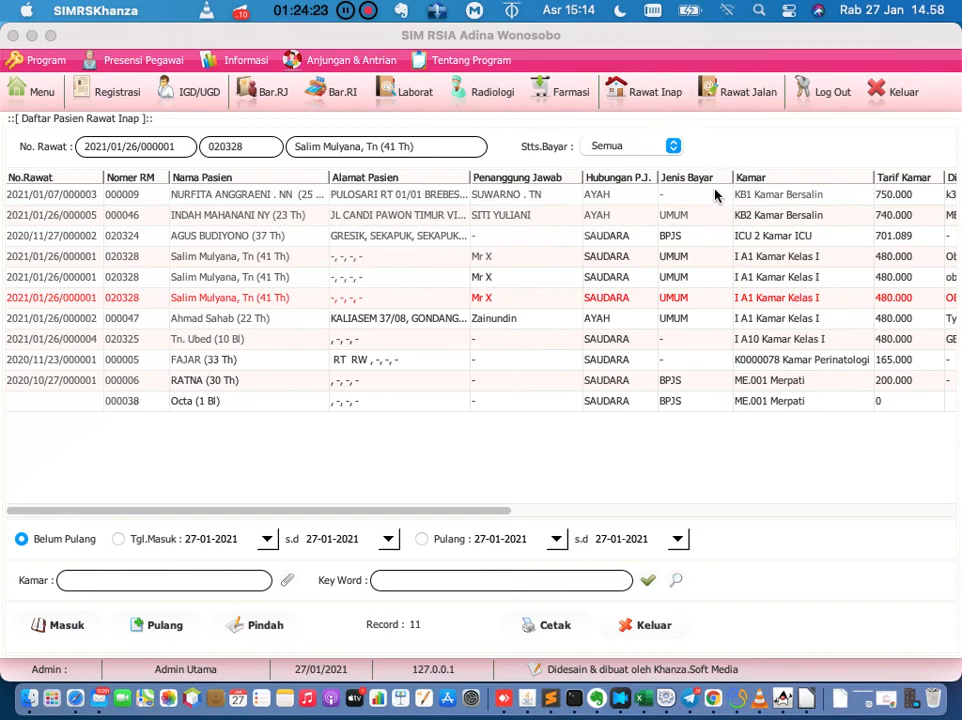 SIMRSKhanza 10 01:24:23 Asr 15:14 Rab 27 Jan 14.58
SIM RSIA Adina Wonosobo
Program Presensi Pegawai Informasi Anjungan & Antrian Tentang Program
Menu Registrasi IGD/UGD Bar.RJ Bar.RI Laborat Radiologi Farmasi Rawat Inap Rawat Jalan Log Out Keluar
::[ Daftar Pasien Rawat Inap ]::
No. Rawat : 2021/01/26/000001 020328 Salim Mulyana, Tn (41 Th) Stts.Bayar : Semua
No.Rawat Nomer RM Nama Pasien Alamat Pasien Penanggung Jawab Hubungan P.J. Jenis Bayar Kamar Tarif Kamar Di
2021/01/07/000003 000009 NURFITA ANGGRAENI . NN (25 ... PULOSARI RT 01/01 BREBES... SUWARNO . TN AYAH - KB1 Kamar Bersalin 750.000 k3
2021/01/26/000005 000046 INDAH MAHANANI NY (23 Th) JL CANDI PAWON TIMUR VI... SITI YULIANI AYAH UMUM KB2 Kamar Bersalin 740.000 ME
2020/11/27/000002 020324 AGUS BUDIYONO (37 Th) GRESIK, SEKAPUK, SEKAPUK... - SAUDARA BPJS ICU 2 Kamar ICU 701.089 -
2021/01/26/000001 020328 Salim Mulyana, Tn (41 Th) -, -, -, - Mr X SAUDARA UMUM I A1 Kamar Kelas I 480.000 Ob
2021/01/26/000001 020328 Salim Mulyana, Tn (41 Th) -, -, -, - Mr X SAUDARA UMUM I A1 Kamar Kelas I 480.000 ob
2021/01/26/000001 020328 Salim Mulyana, Tn (41 Th) -, -, -, - Mr X SAUDARA UMUM I A1 Kamar Kelas I 480.000 OB
2021/01/26/000002 000047 Ahmad Sahab (22 Th) KALIASEM 37/08, GONDANG... Zainundin AYAH UMUM I A1 Kamar Kelas I 480.000 Ty
2021/01/26/000004 020325 Tn. Ubed (10 Bl) , -, -, - - SAUDARA - I A10 Kamar Kelas I 480.000 GE
2020/11/23/000001 000005 FAJAR (33 Th) RT RW , -, -, - - SAUDARA - K0000078 Kamar Perinatologi 165.000 -
2020/10/27/000001 000006 RATNA (30 Th) , -, -, - - SAUDARA BPJS ME.001 Merpati 200.000 -
000038 Octa (1 Bl) , -, -, - - SAUDARA BPJS ME.001 Merpati 0
Belum Pulang Tgl.Masuk : 27-01-2021 s.d 27-01-2021 Pulang : 27-01-2021 s.d 27-01-2021
Kamar : Key Word :
Masuk Pulang Pindah Record : 11 Cetak Keluar
Admin : Admin Utama 27/01/2021 127.0.0.1 Didesain & dibuat oleh Khanza.Soft Media